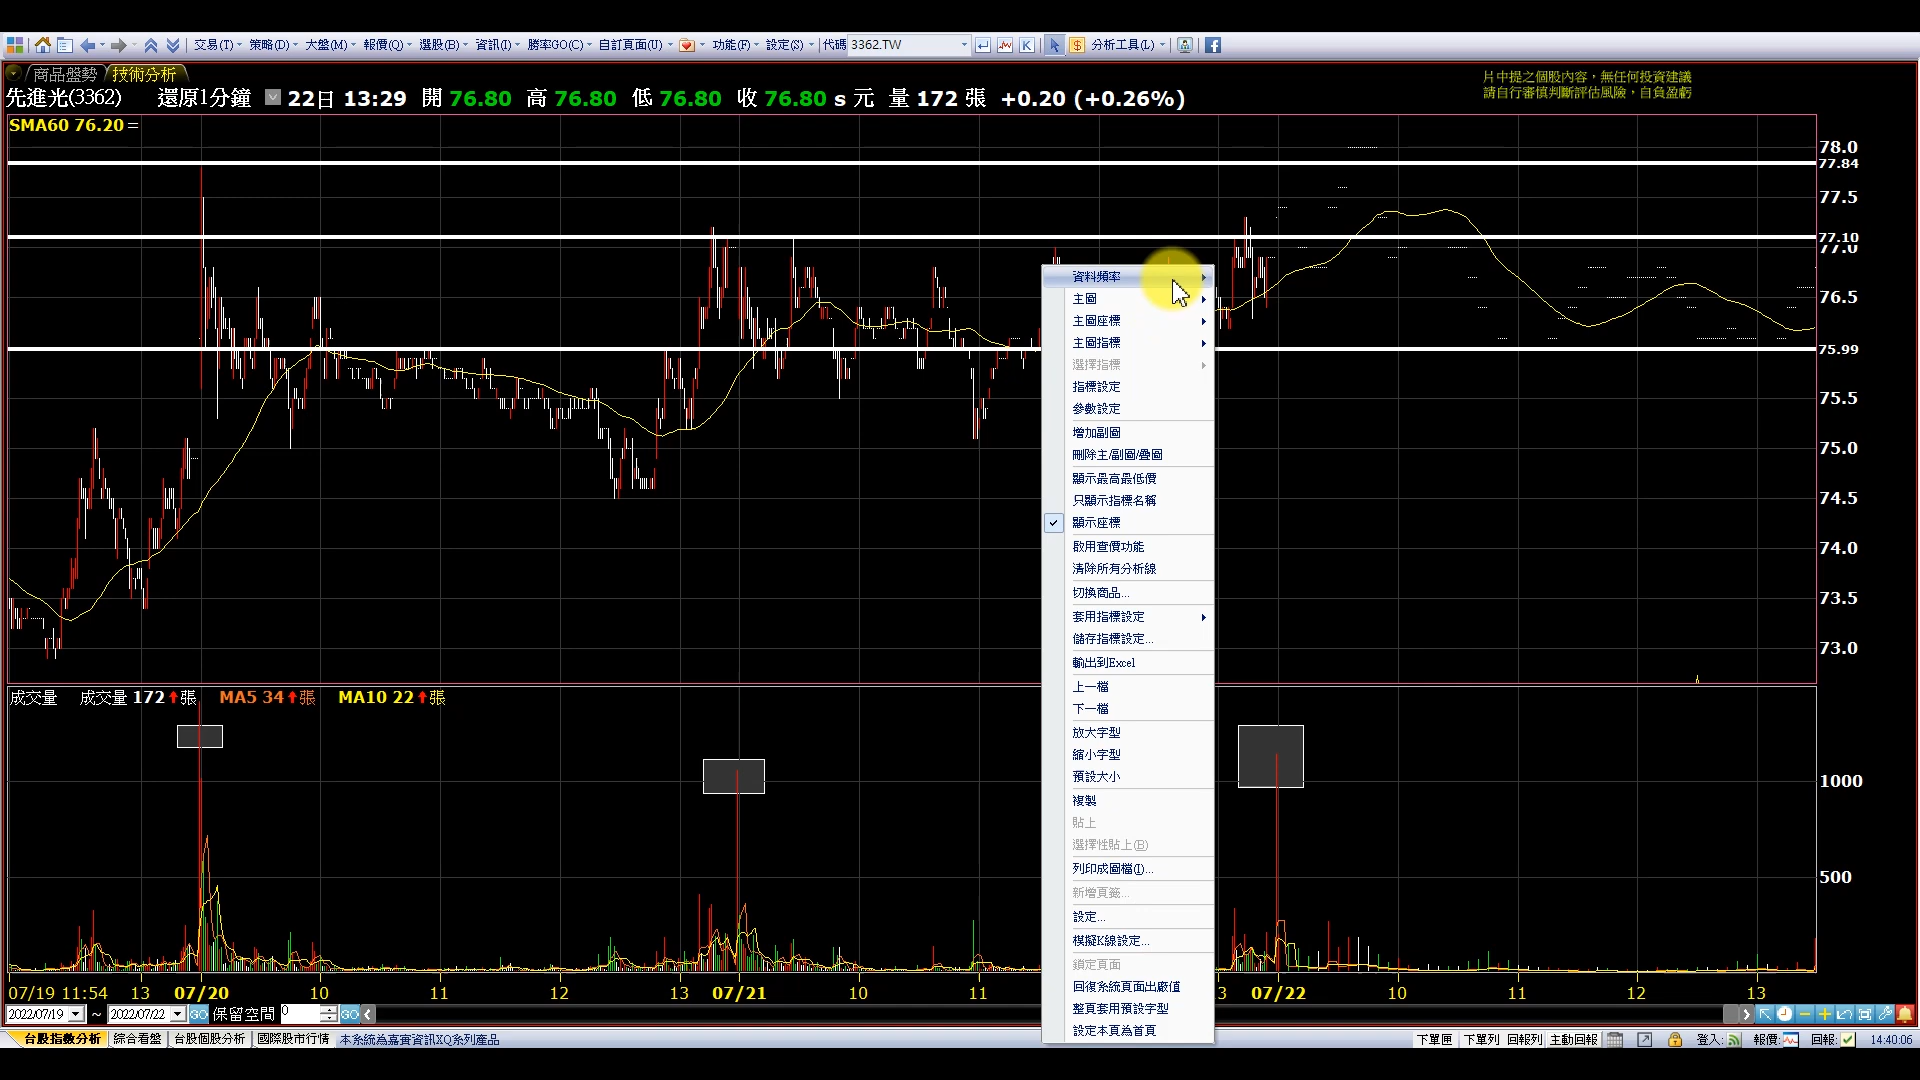 交易(T) 策略(D) 大盤(M) 報價(Q) 選股(B) 資訊(I) 勝率GO(C) 自訂頁面(U) 功能(F) 設定(S) 代碼 3362.TW K $ 分析工具(L)
商品盤勢 技術分析
片中提之個股內容，無任何投資建議
請自行審慎判斷評估風險，自負盈虧
先進光(3362) 還原1分鐘 22日 13:29 開 76.80 高 76.80 低 76.80 收 76.80 s 元 量 172 張 +0.20 (+0.26%)
SMA60 76.20 =
78.0
77.84
77.5
77.10
77.0
76.5
75.99
75.5
75.0
74.5
74.0
73.5
73.0
資料頻率
主圖
主圖座標
主圖指標
選擇指標
指標設定
參數設定
增加副圖
刪除主/副圖/疊圖
顯示最高最低價
只顯示指標名稱
顯示座標
啟用查價功能
清除所有分析線
切換商品...
套用指標設定
儲存指標設定...
輸出到Excel
上一檔
下一檔
放大字型
縮小字型
預設大小
複製
貼上
選擇性貼上(B)
列印成圖檔(I)...
新增頁籤...
設定...
模擬K線設定...
鎖定頁面
回復系統頁面出廠值
整頁套用預設字型
設定本頁為首頁
成交量 成交量 172↑張 MA5 34↑張 MA10 22↑張
1000
500
07/19 11:54 13 07/20 10 11 12 13 07/21 10 11 3 07/22 10 11 12 13
2022/07/19 ~ 2022/07/22 GO 保留空間 0 GO
台股指數分析 綜合看盤 台股個股分析 國際股市行情 本系統為嘉實資訊XQ系列產品 下單匣 下單列 回報列 主動回報 登入: 報價: 回報: 14:40:06